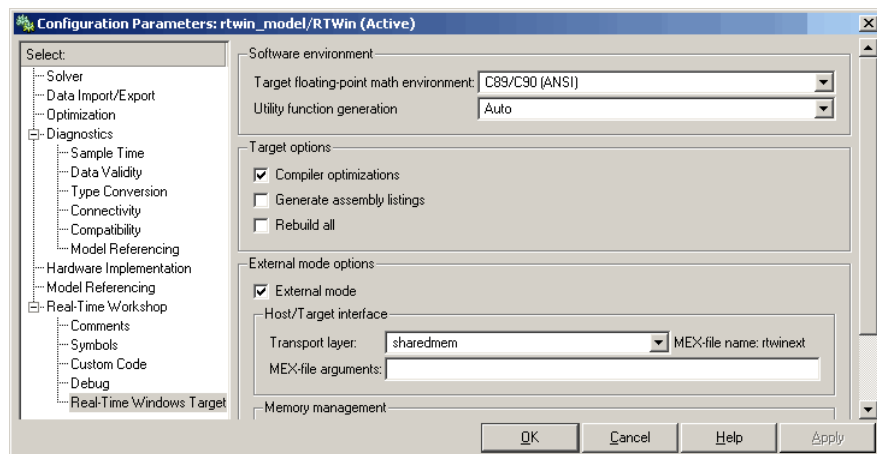 Configuration Parameters: rtwin_model/RTWin (Active)
Select:
Solver
Data Import/Export
Optimization
Diagnostics
Sample Time
Data Validity
Type Conversion
Connectivity
Compatibility
Model Referencing
Hardware Implementation
Model Referencing
Real-Time Workshop
Comments
Symbols
Custom Code
Debug
Real-Time Windows Target
Software environment
Target floating-point math environment: C89/C90 (ANSI)
Utility function generation Auto
Target options
Compiler optimizations
Generate assembly listings
Rebuild all
External mode options
External mode
Host/Target interface
Transport layer: sharedmem MEX-file name: rtwinext
MEX-file arguments:
Memory management
OK Cancel Help Apply